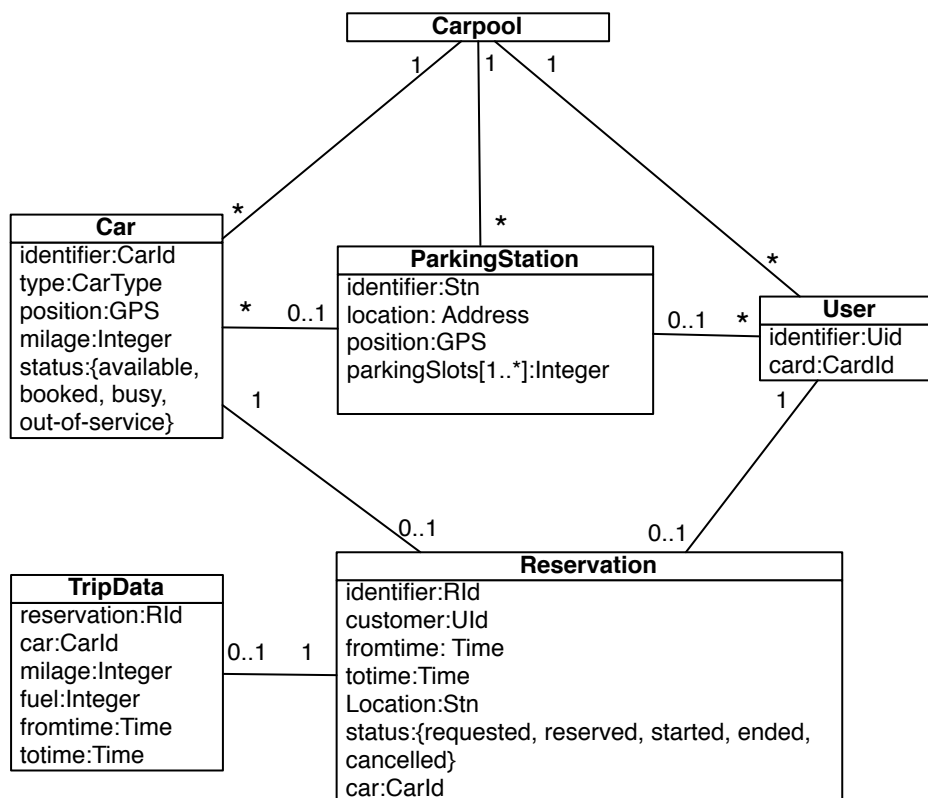 Carpool
1
1
1
*
*
*
Car
identifier:CarId
type:CarType
position:GPS
milage:Integer
status:{available,
booked, busy,
out-of-service}
*
0..1
ParkingStation
identifier:Stn
location: Address
position:GPS
parkingSlots[1..*]:Integer
0..1
*
User
identifier:Uid
card:CardId
1
1
0..1
0..1
TripData
reservation:RId
car:CarId
milage:Integer
fuel:Integer
fromtime:Time
totime:Time
0..1
1
Reservation
identifier:RId
customer:UId
fromtime: Time
totime:Time
Location:Stn
status:{requested, reserved, started, ended,
cancelled}
car:CarId